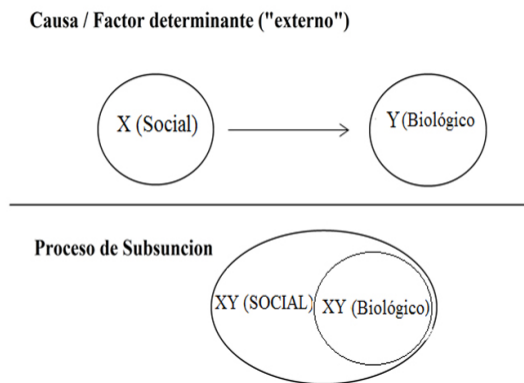 Causa / Factor determinante ("externo")
X (Social)
Y (Biológico
Proceso de Subsuncion
XY (SOCIAL)
XY (Biológico)